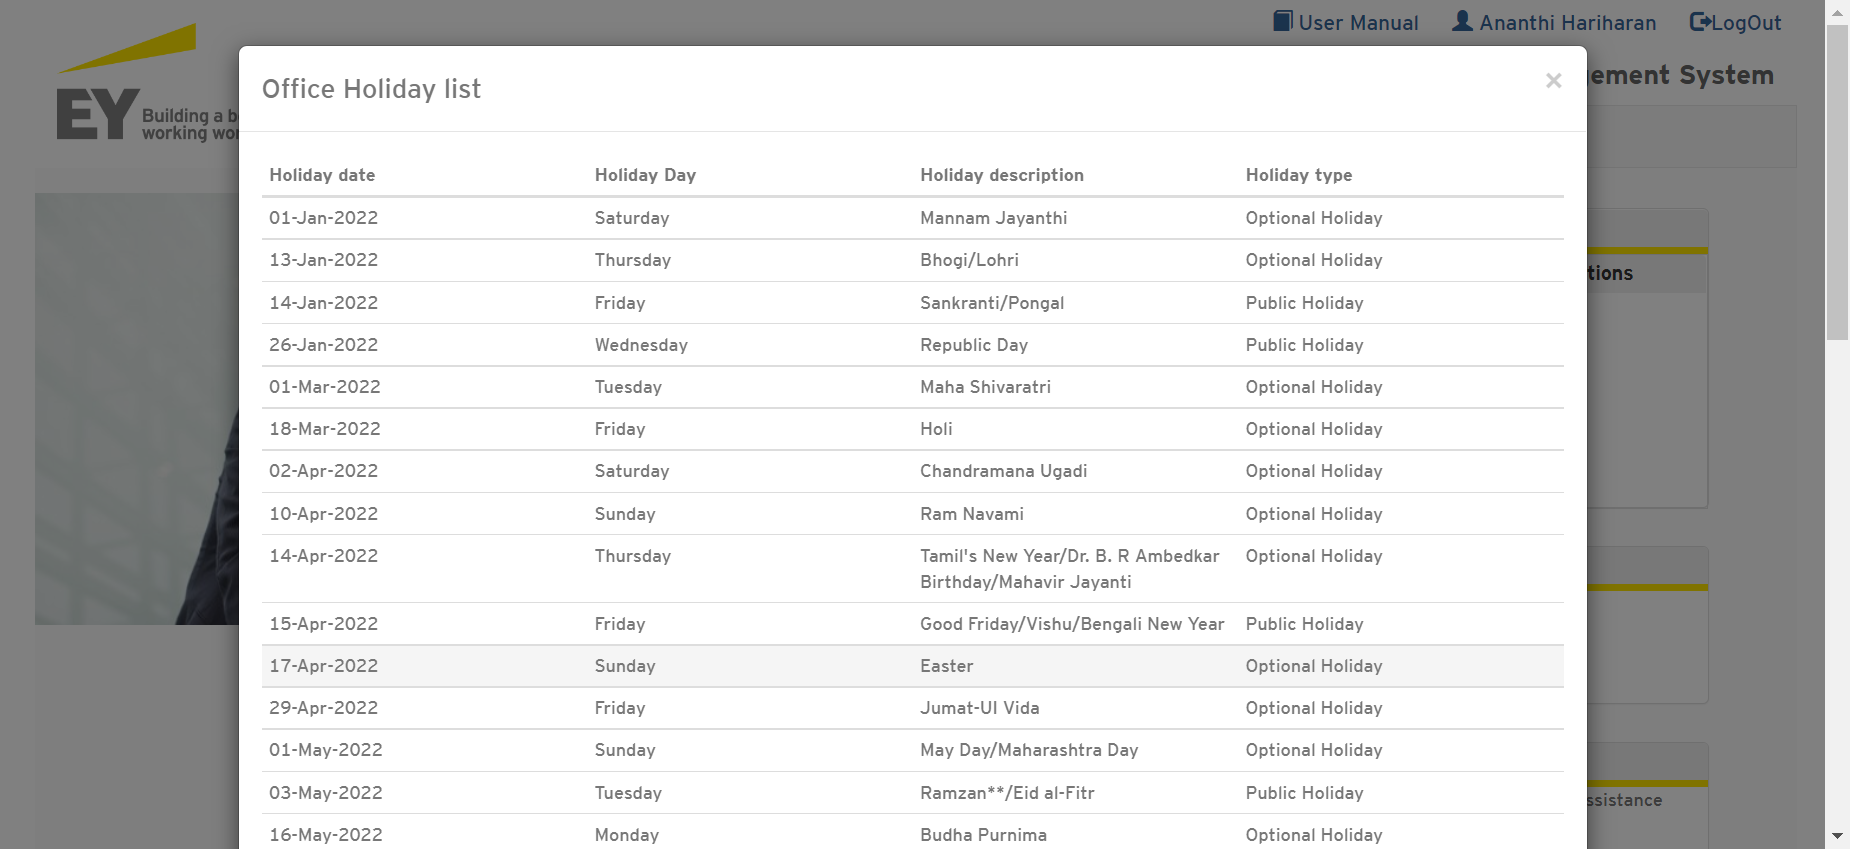 User Manual Ananthi Hariharan LogOut
EY Building a b
working wor
ement System
Office Holiday list ×
Holiday date Holiday Day Holiday description Holiday type
01-Jan-2022 Saturday Mannam Jayanthi Optional Holiday
13-Jan-2022 Thursday Bhogi/Lohri Optional Holiday
tions
14-Jan-2022 Friday Sankranti/Pongal Public Holiday
26-Jan-2022 Wednesday Republic Day Public Holiday
01-Mar-2022 Tuesday Maha Shivaratri Optional Holiday
18-Mar-2022 Friday Holi Optional Holiday
02-Apr-2022 Saturday Chandramana Ugadi Optional Holiday
10-Apr-2022 Sunday Ram Navami Optional Holiday
14-Apr-2022 Thursday Tamil's New Year/Dr. B. R Ambedkar Optional Holiday
Birthday/Mahavir Jayanti
15-Apr-2022 Friday Good Friday/Vishu/Bengali New Year Public Holiday
17-Apr-2022 Sunday Easter Optional Holiday
29-Apr-2022 Friday Jumat-Ul Vida Optional Holiday
01-May-2022 Sunday May Day/Maharashtra Day Optional Holiday
03-May-2022 Tuesday Ramzan**/Eid al-Fitr Public Holiday
ssistance
16-May-2022 Monday Budha Purnima Optional Holiday